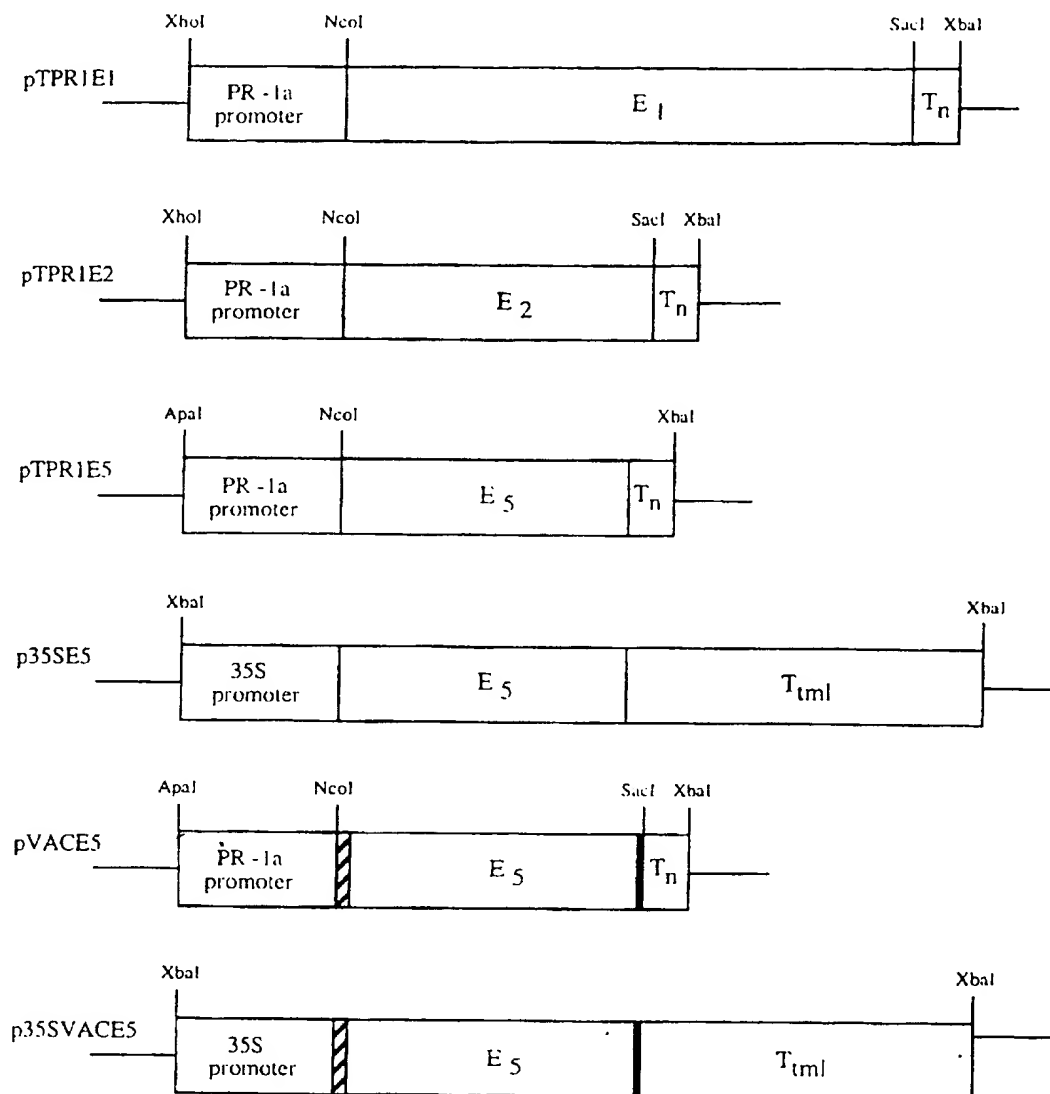 XhoI NcoI SacI XbaI
pTPR1E1
PR -1a promoter E1 Tn
XhoI NcoI SacI XbaI
pTPR1E2
PR -1a promoter E2 Tn
ApaI NcoI XbaI
pTPR1E5
PR -1a promoter E5 Tn
XbaI XbaI
p35SE5
35S promoter E5 Ttml
ApaI NcoI SacI XbaI
pVACE5
PR -1a promoter E5 Tn
XbaI XbaI
p35SVACE5
35S promoter E5 Ttml